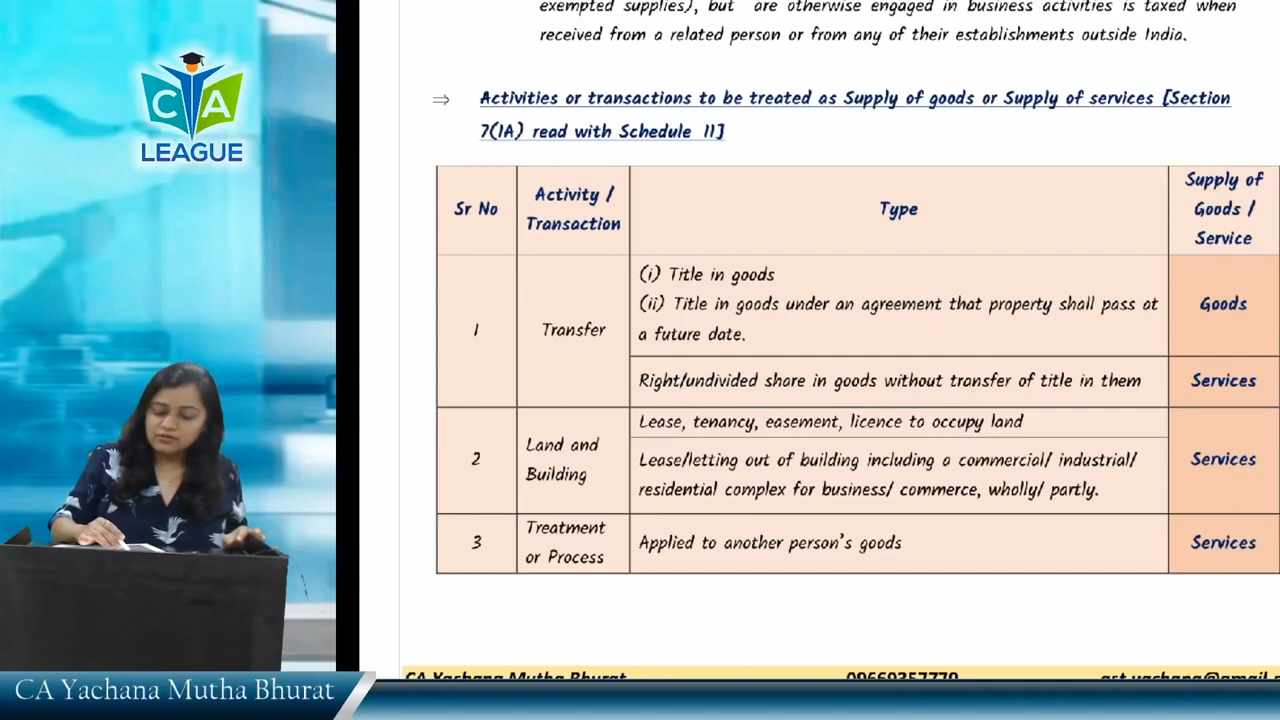 exempted supplies), but are otherwise engaged in business activities is taxed when
received from a related person or from any of their establishments outside India.
⇒ Activities or transactions to be treated as Supply of goods or Supply of services [Section
7(1A) read with Schedule II]
Sr No
Activity /
Transaction
Type
Supply of
Goods /
Service
1
Transfer
(i) Title in goods
(ii) Title in goods under an agreement that property shall pass at
a future date.
Goods
Right/undivided share in goods without transfer of title in them
Services
2
Land and
Building
Lease, tenancy, easement, licence to occupy land
Lease/letting out of building including a commercial/ industrial/
residential complex for business/ commerce, wholly/ partly.
Services
3
Treatment
or Process
Applied to another person's goods
Services
CA
LEAGUE
CA Yachana Mutha Bhurat
CA Yachana Mutha Bhurat